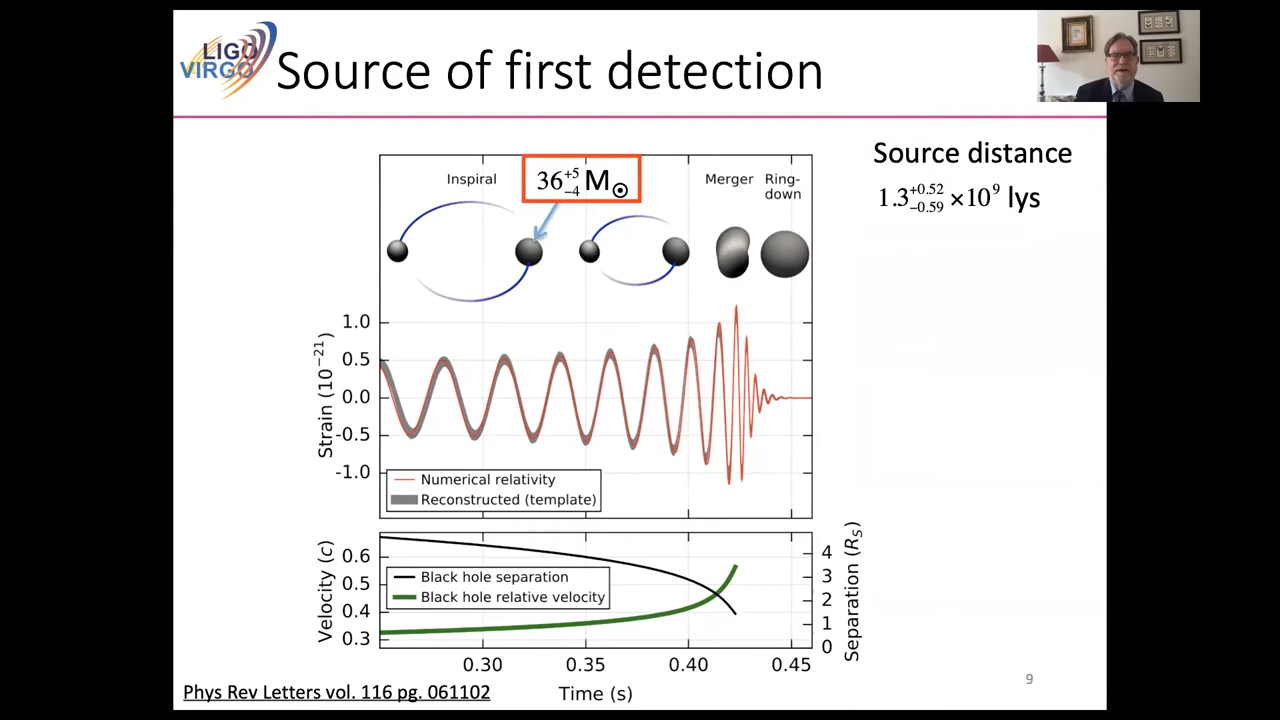 LIGO
VIRGO
Source of first detection
Source distance
1.3 +0.52 −0.59 ×10⁹ lys
36 +5 −4 M☉
Inspiral
Merger
Ring-
down
Strain (10⁻²¹)
1.0
0.5
0.0
-0.5
-1.0
Numerical relativity
Reconstructed (template)
Velocity (c)
0.6
0.5
0.4
0.3
Black hole separation
Black hole relative velocity
4
3
2
1
0
Separation (R_S)
0.30 0.35 0.40 0.45
Time (s)
Phys Rev Letters vol. 116 pg. 061102
9